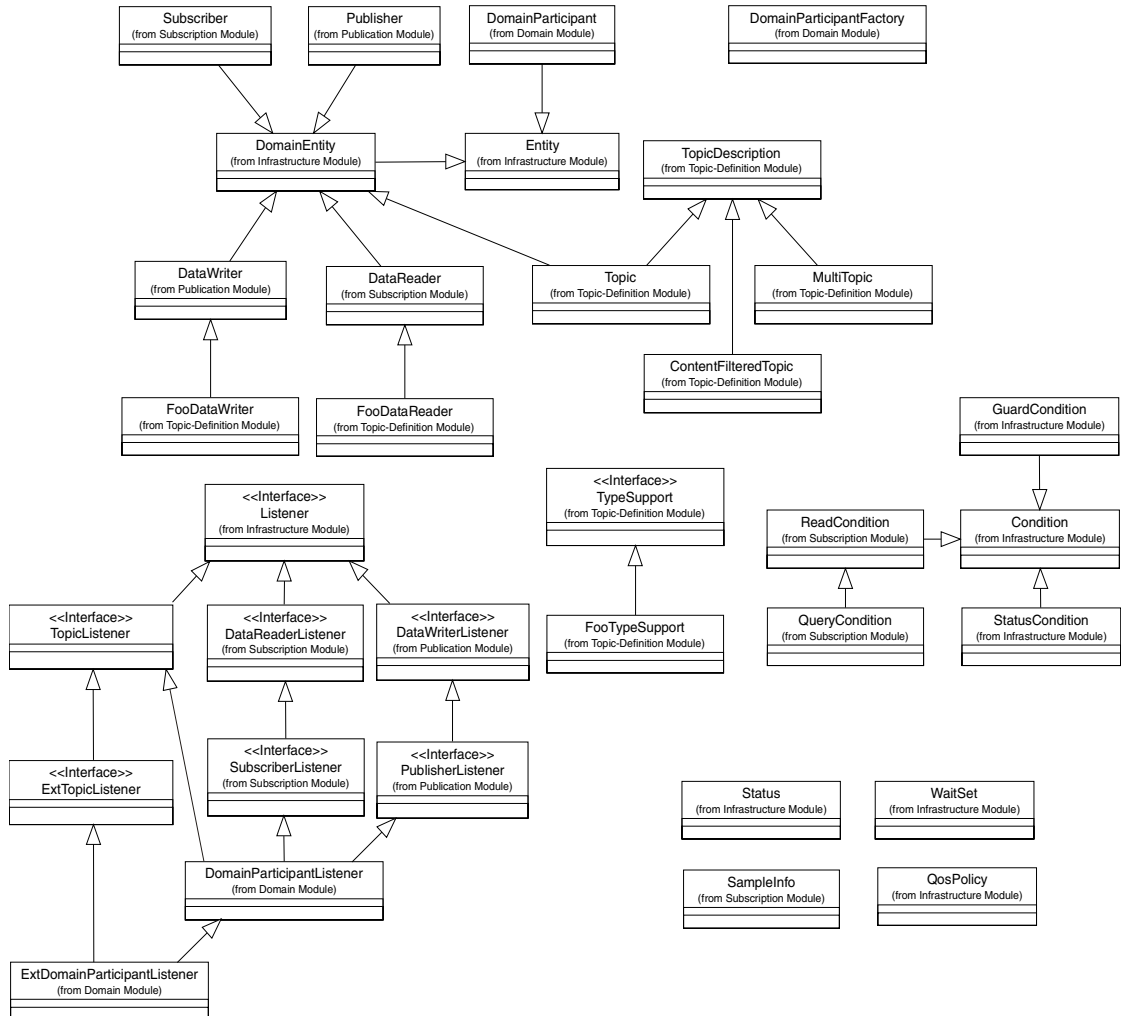 Subscriber
(from Subscription Module)
Publisher
(from Publication Module)
DomainParticipant
(from Domain Module)
DomainParticipantFactory
(from Domain Module)
DomainEntity
(from Infrastructure Module)
Entity
(from Infrastructure Module)
TopicDescription
(from Topic-Definition Module)
DataWriter
(from Publication Module)
DataReader
(from Subscription Module)
Topic
(from Topic-Definition Module)
MultiTopic
(from Topic-Definition Module)
ContentFilteredTopic
(from Topic-Definition Module)
FooDataWriter
(from Topic-Definition Module)
FooDataReader
(from Topic-Definition Module)
GuardCondition
(from Infrastructure Module)
<<Interface>>
Listener
(from Infrastructure Module)
<<Interface>>
TypeSupport
(from Topic-Definition Module)
ReadCondition
(from Subscription Module)
Condition
(from Infrastructure Module)
<<Interface>>
TopicListener
<<Interface>>
DataReaderListener
(from Subscription Module)
<<Interface>>
DataWriterListener
(from Publication Module)
FooTypeSupport
(from Topic-Definition Module)
QueryCondition
(from Subscription Module)
StatusCondition
(from Infrastructure Module)
<<Interface>>
ExtTopicListener
<<Interface>>
SubscriberListener
(from Subscription Module)
<<Interface>>
PublisherListener
(from Publication Module)
Status
(from Infrastructure Module)
WaitSet
(from Infrastructure Module)
DomainParticipantListener
(from Domain Module)
SampleInfo
(from Subscription Module)
QosPolicy
(from Infrastructure Module)
ExtDomainParticipantListener
(from Domain Module)